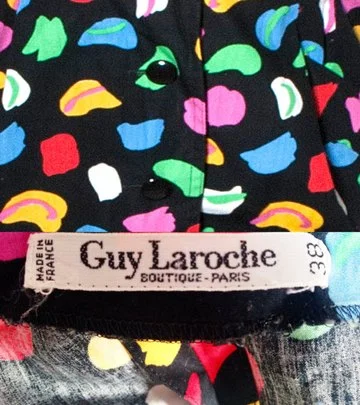 MADE IN
FRANCE
Guy Laroche
BOUTIQUE-PARIS
38